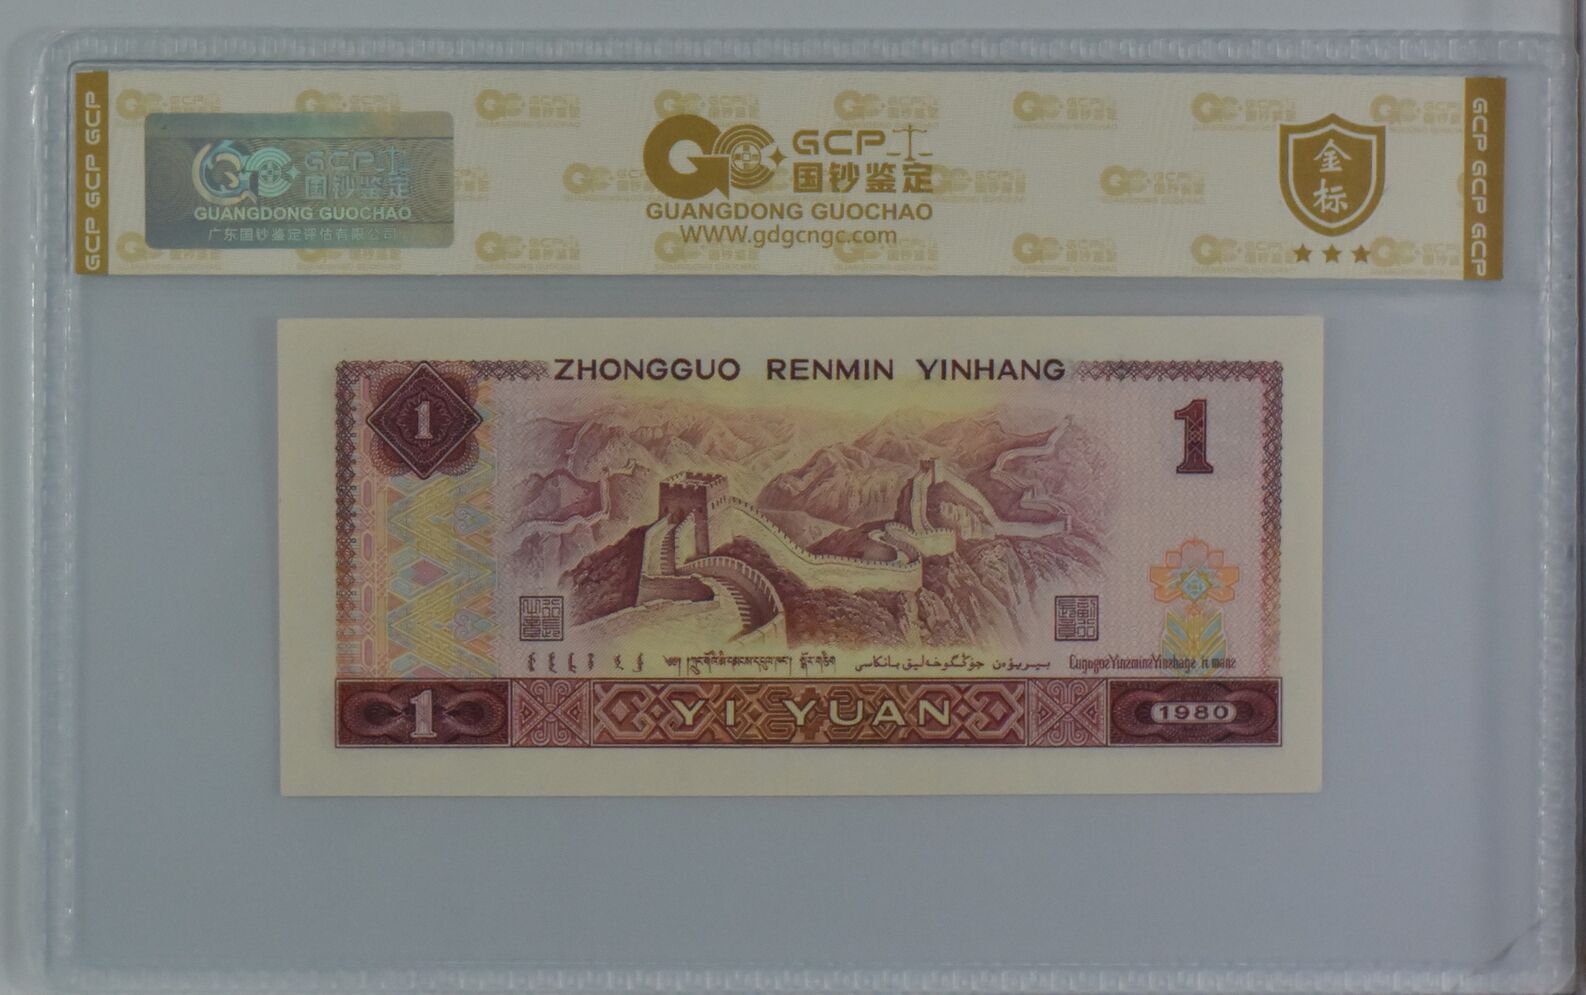 GCP GCP GCP
GCP
国钞鉴定
GUANGDONG GUOCHAO
广东国钞鉴定评估有限公司
GCP
国钞鉴定
GUANGDONG GUOCHAO
WWW.gdgcngc.com
金标
GCP GCP GCP
ZHONGGUO RENMIN YINHANG
1
1
1
YI YUAN
1980